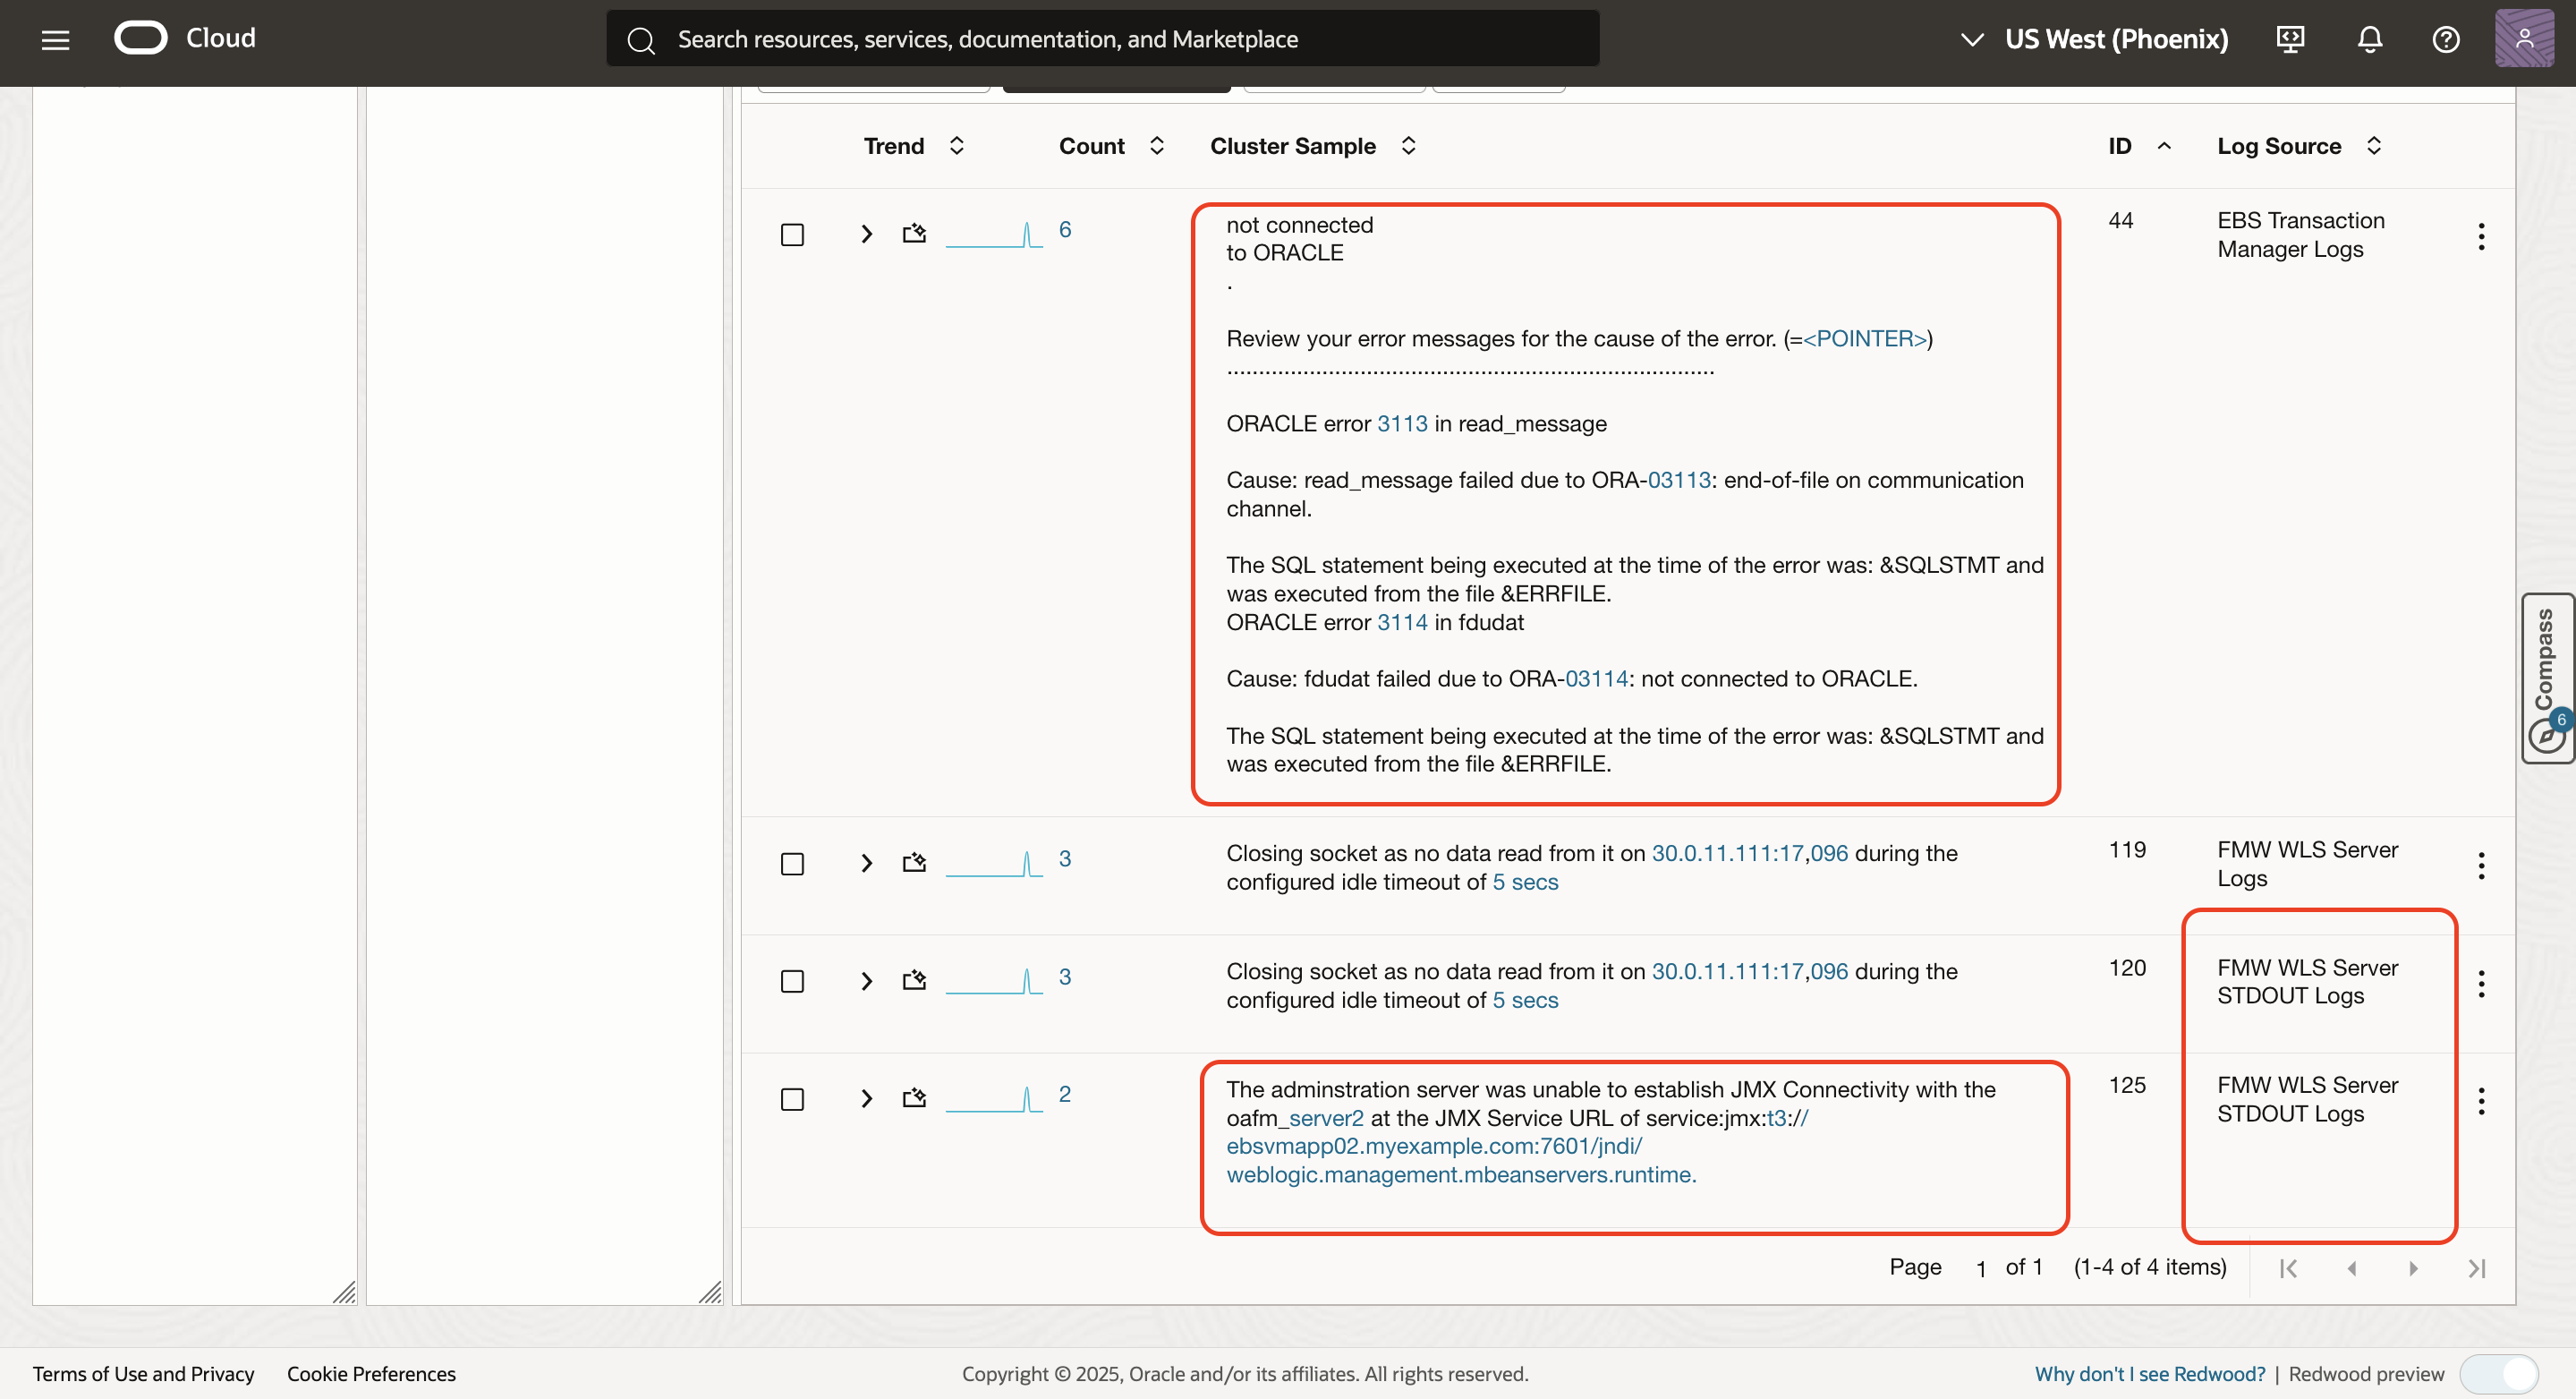 Cloud
Search resources, services, documentation, and Marketplace
US West (Phoenix)
Trend
Count
Cluster Sample
ID
Log Source
6
not connected
to ORACLE
.
Review your error messages for the cause of the error. (=<POINTER>)
.............................................................................
ORACLE error 3113 in read_message
Cause: read_message failed due to ORA-03113: end-of-file on communication
channel.
The SQL statement being executed at the time of the error was: &SQLSTMT and
was executed from the file &ERRFILE.
ORACLE error 3114 in fdudat
Cause: fdudat failed due to ORA-03114: not connected to ORACLE.
The SQL statement being executed at the time of the error was: &SQLSTMT and
was executed from the file &ERRFILE.
44
EBS Transaction
Manager Logs
3
Closing socket as no data read from it on 30.0.11.111:17,096 during the
configured idle timeout of 5 secs
119
FMW WLS Server
Logs
3
Closing socket as no data read from it on 30.0.11.111:17,096 during the
configured idle timeout of 5 secs
120
FMW WLS Server
STDOUT Logs
2
The adminstration server was unable to establish JMX Connectivity with the
oafm_server2 at the JMX Service URL of service:jmx:t3://
ebsvmapp02.myexample.com:7601/jndi/
weblogic.management.mbeanservers.runtime.
125
FMW WLS Server
STDOUT Logs
Page 1 of 1 (1-4 of 4 items)
Compass
6
Terms of Use and Privacy
Cookie Preferences
Copyright © 2025, Oracle and/or its affiliates. All rights reserved.
Why don't I see Redwood? | Redwood preview